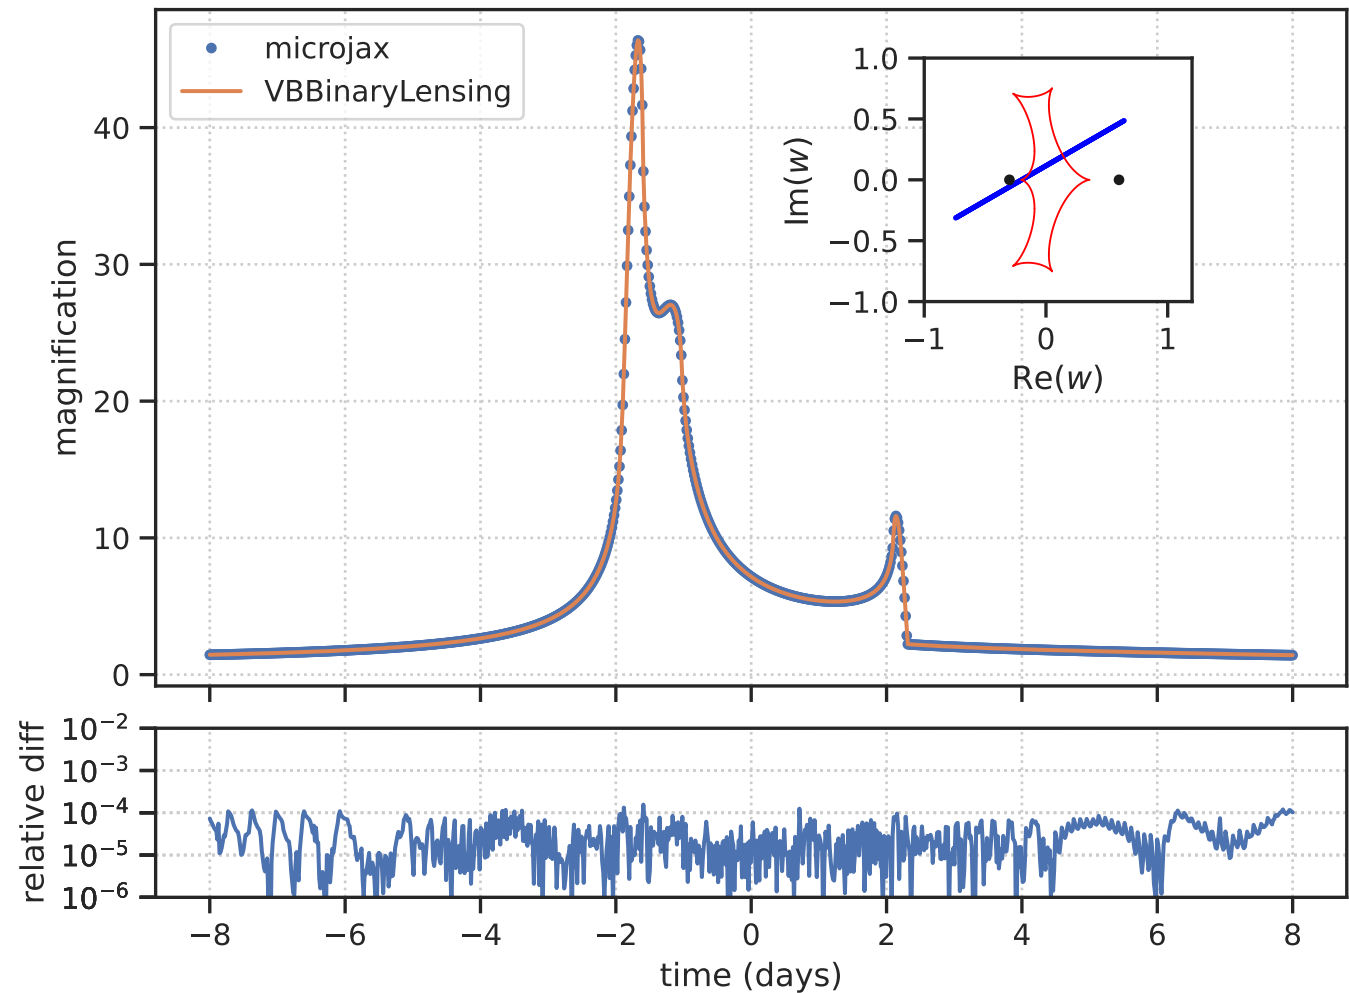 microjax
VBBinaryLensing
magnification
40
30
20
10
0
Im(w)
1.0
0.5
0.0
−0.5
−1.0
−1 0 1
Re(w)
relative diff
10⁻²
10⁻³
10⁻⁴
10⁻⁵
10⁻⁶
−8 −6 −4 −2 0 2 4 6 8
time (days)